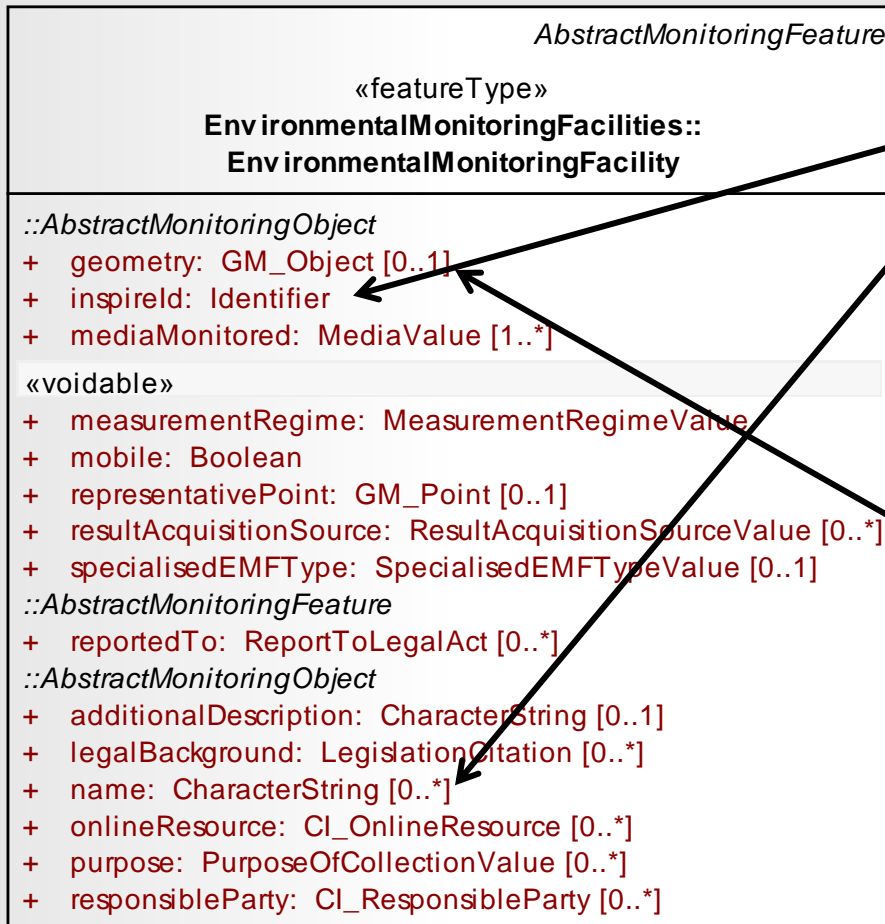 AbstractMonitoringFeature
«featureType»
EnvironmentalMonitoringFacilities::
EnvironmentalMonitoringFacility
::AbstractMonitoringObject
+ geometry: GM_Object [0..1]
+ inspireId: Identifier
+ mediaMonitored: MediaValue [1..*]
«voidable»
+ measurementRegime: MeasurementRegimeValue
+ mobile: Boolean
+ representativePoint: GM_Point [0..1]
+ resultAcquisitionSource: ResultAcquisitionSourceValue [0..*]
+ specialisedEMFType: SpecialisedEMFTypeValue [0..1]
::AbstractMonitoringFeature
+ reportedTo: ReportToLegalAct [0..*]
::AbstractMonitoringObject
+ additionalDescription: CharacterString [0..1]
+ legalBackground: LegislationCitation [0..*]
+ name: CharacterString [0..*]
+ onlineResource: CI_OnlineResource [0..*]
+ purpose: PurposeOfCollectionValue [0..*]
+ responsibleParty: CI_ResponsibleParty [0..*]